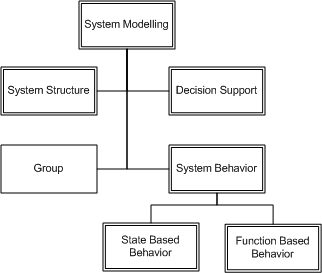 System Modelling
System Structure
Decision Support
Group
System Behavior
State Based
Behavior
Function Based
Behavior